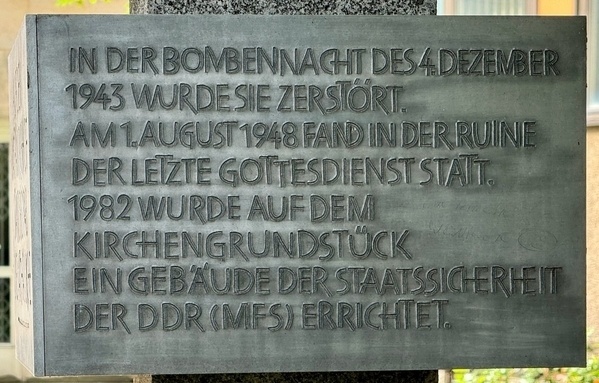 IN DER BOMBENNACHT DES 4. DEZEMBER
1943 WURDE SIE ZERSTÖRT.
AM 1. AUGUST 1948 FAND IN DER RUINE
DER LETZTE GOTTESDIENST STATT.
1982 WURDE AUF DEM
KIRCHENGRUNDSTÜCK
EIN GEBÄUDE DER STAATSSICHERHEIT
DER DDR (MFS) ERRICHTET.